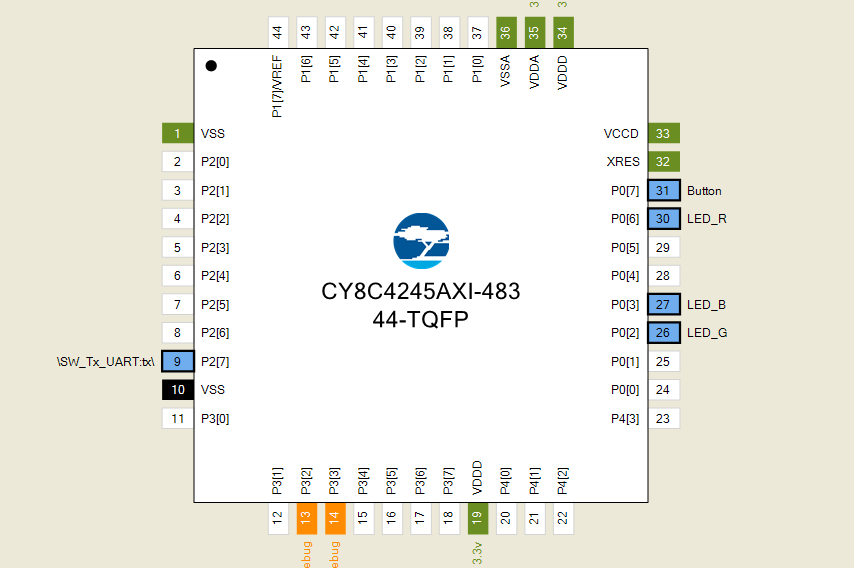 44 43 42 41 40 39 38 37 36 35 34
P1[7]/VREF P1[6] P1[5] P1[4] P1[3] P1[2] P1[1] P1[0] VSSA VDDA VDDD
1 VSS
2 P2[0]
3 P2[1]
4 P2[2]
5 P2[3]
6 P2[4]
7 P2[5]
8 P2[6]
\SW_Tx_UART:tx\ 9 P2[7]
10 VSS
11 P3[0]
CY8C4245AXI-483
44-TQFP
VCCD 33
XRES 32
P0[7] 31 Button
P0[6] 30 LED_R
P0[5] 29
P0[4] 28
P0[3] 27 LED_B
P0[2] 26 LED_G
P0[1] 25
P0[0] 24
P4[3] 23
P3[1] P3[2] P3[3] P3[4] P3[5] P3[6] P3[7] VDDD P4[0] P4[1] P4[2]
12 13 14 15 16 17 18 19 20 21 22
ebug ebug 3.3v